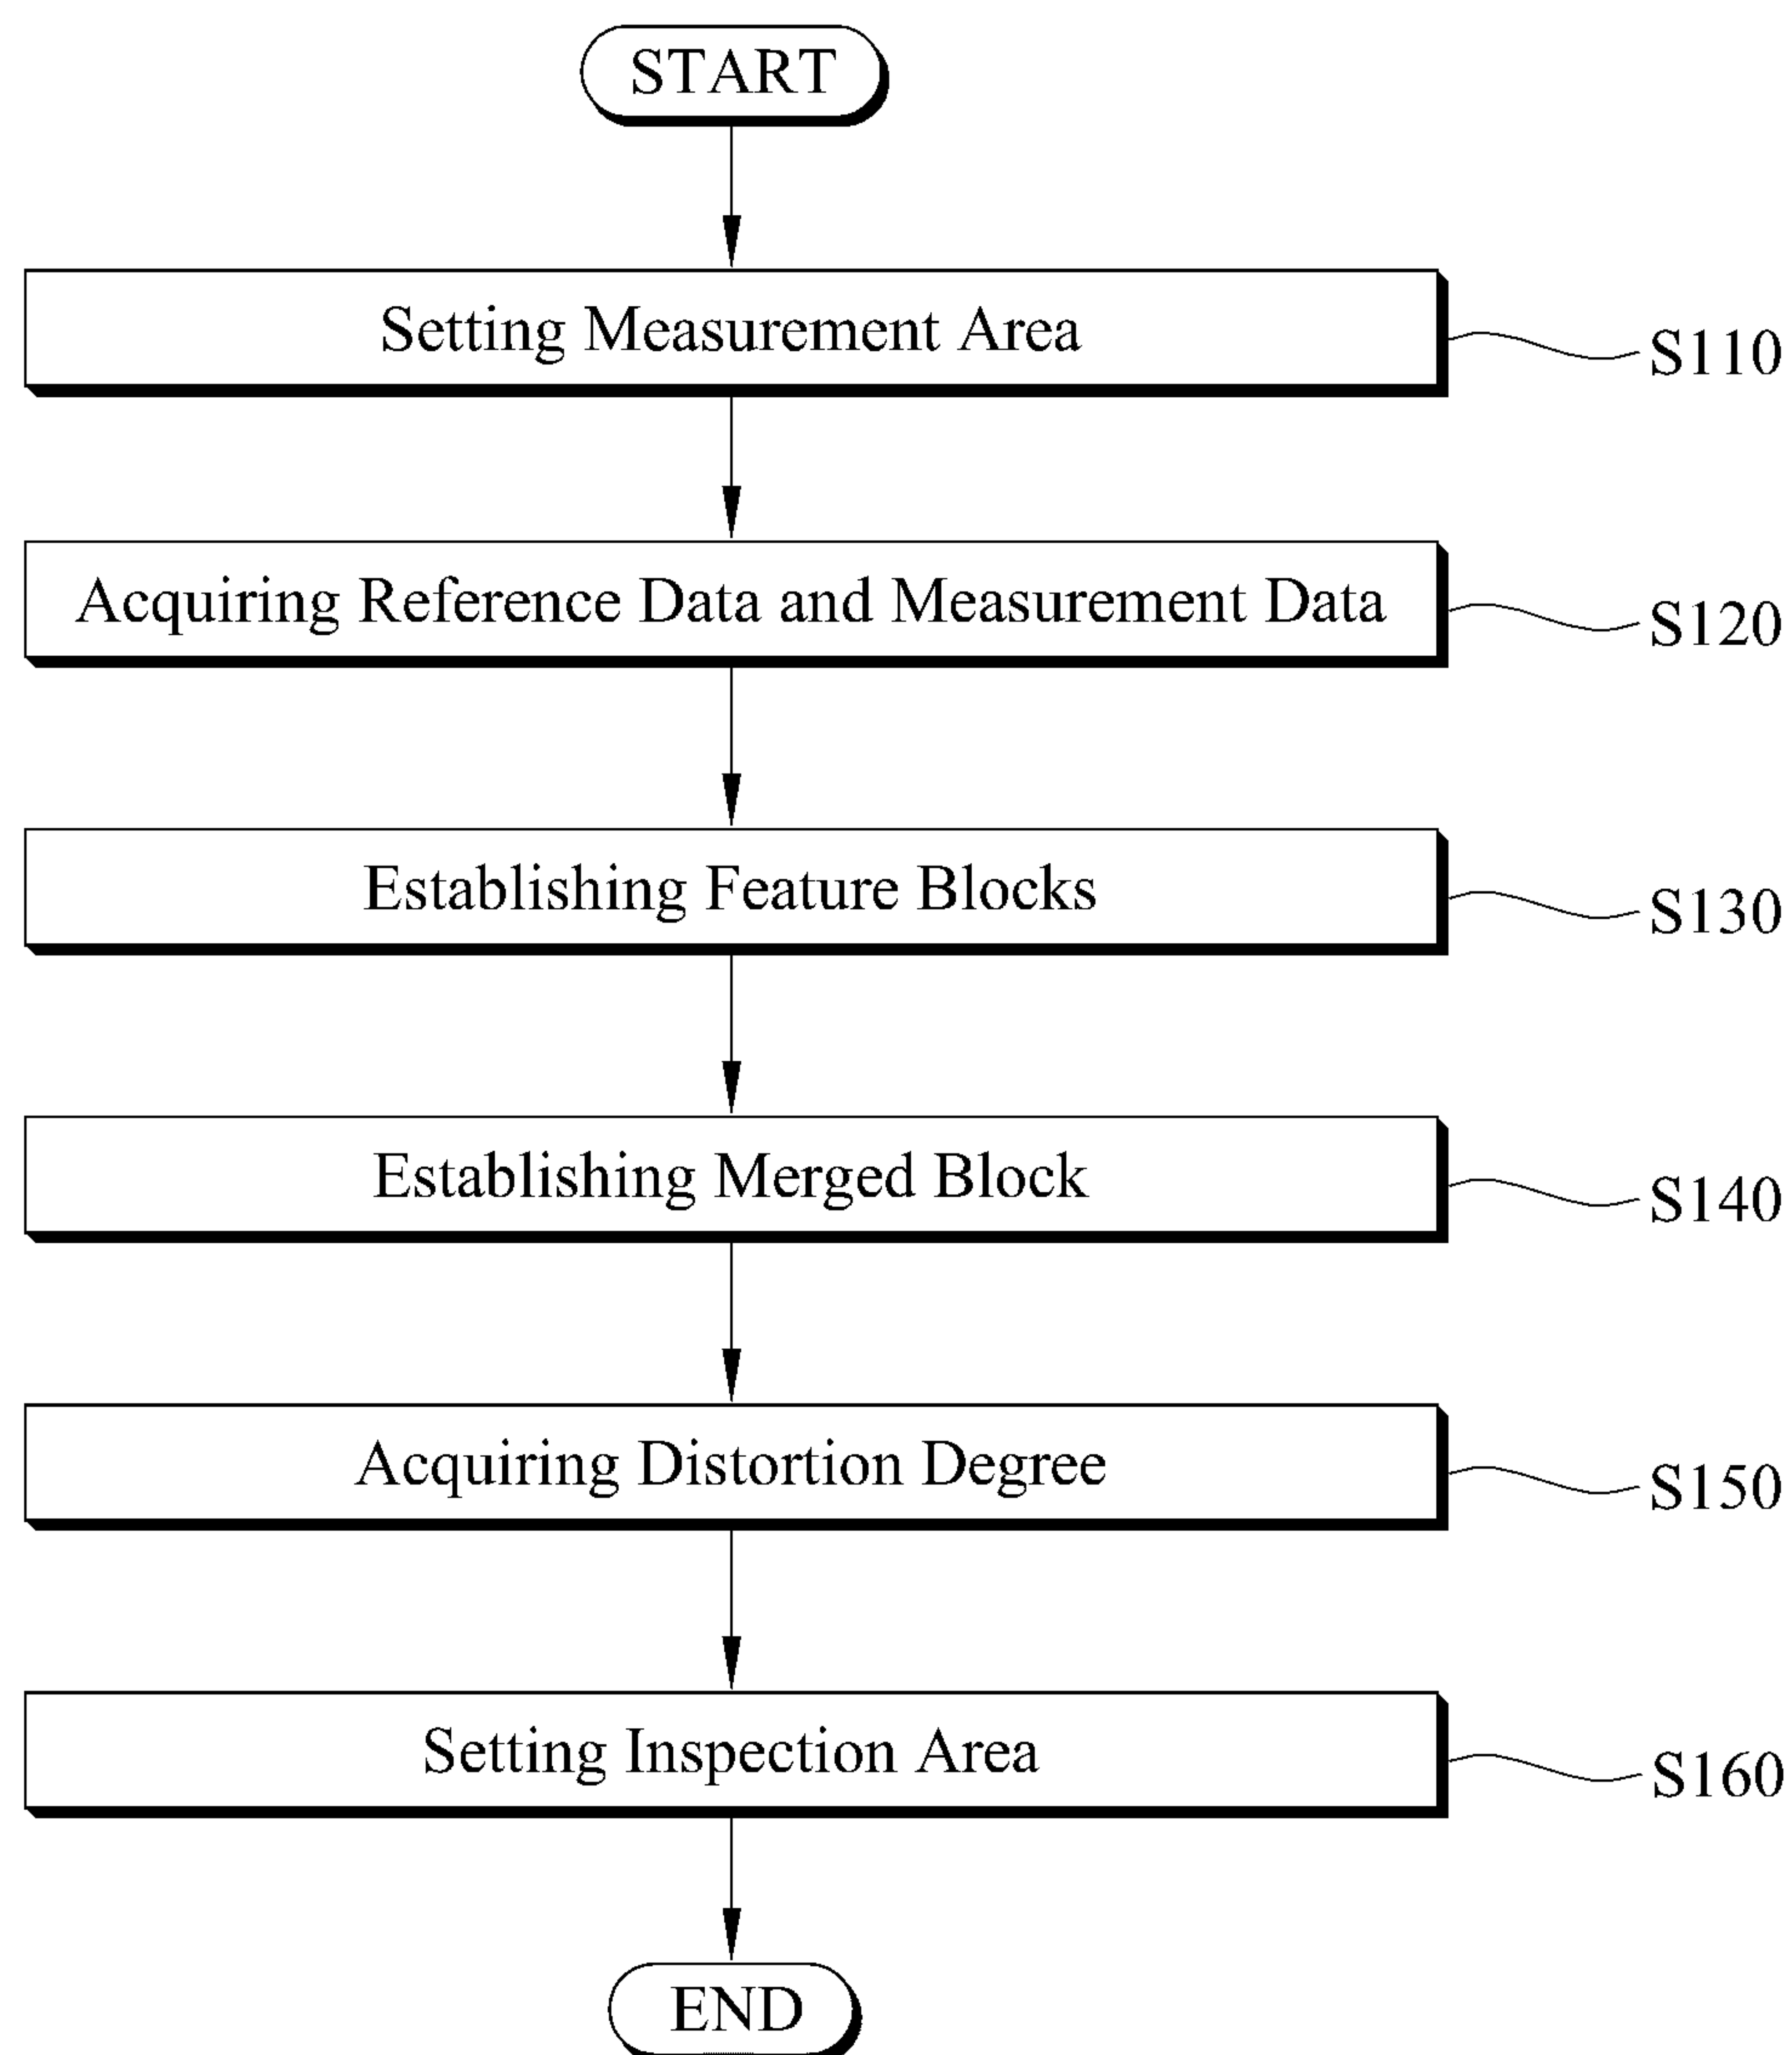 START
Setting Measurement Area
S110
Acquiring Reference Data and Measurement Data
S120
Establishing Feature Blocks
S130
Establishing Merged Block
S140
Acquiring Distortion Degree
S150
Setting Inspection Area
S160
END